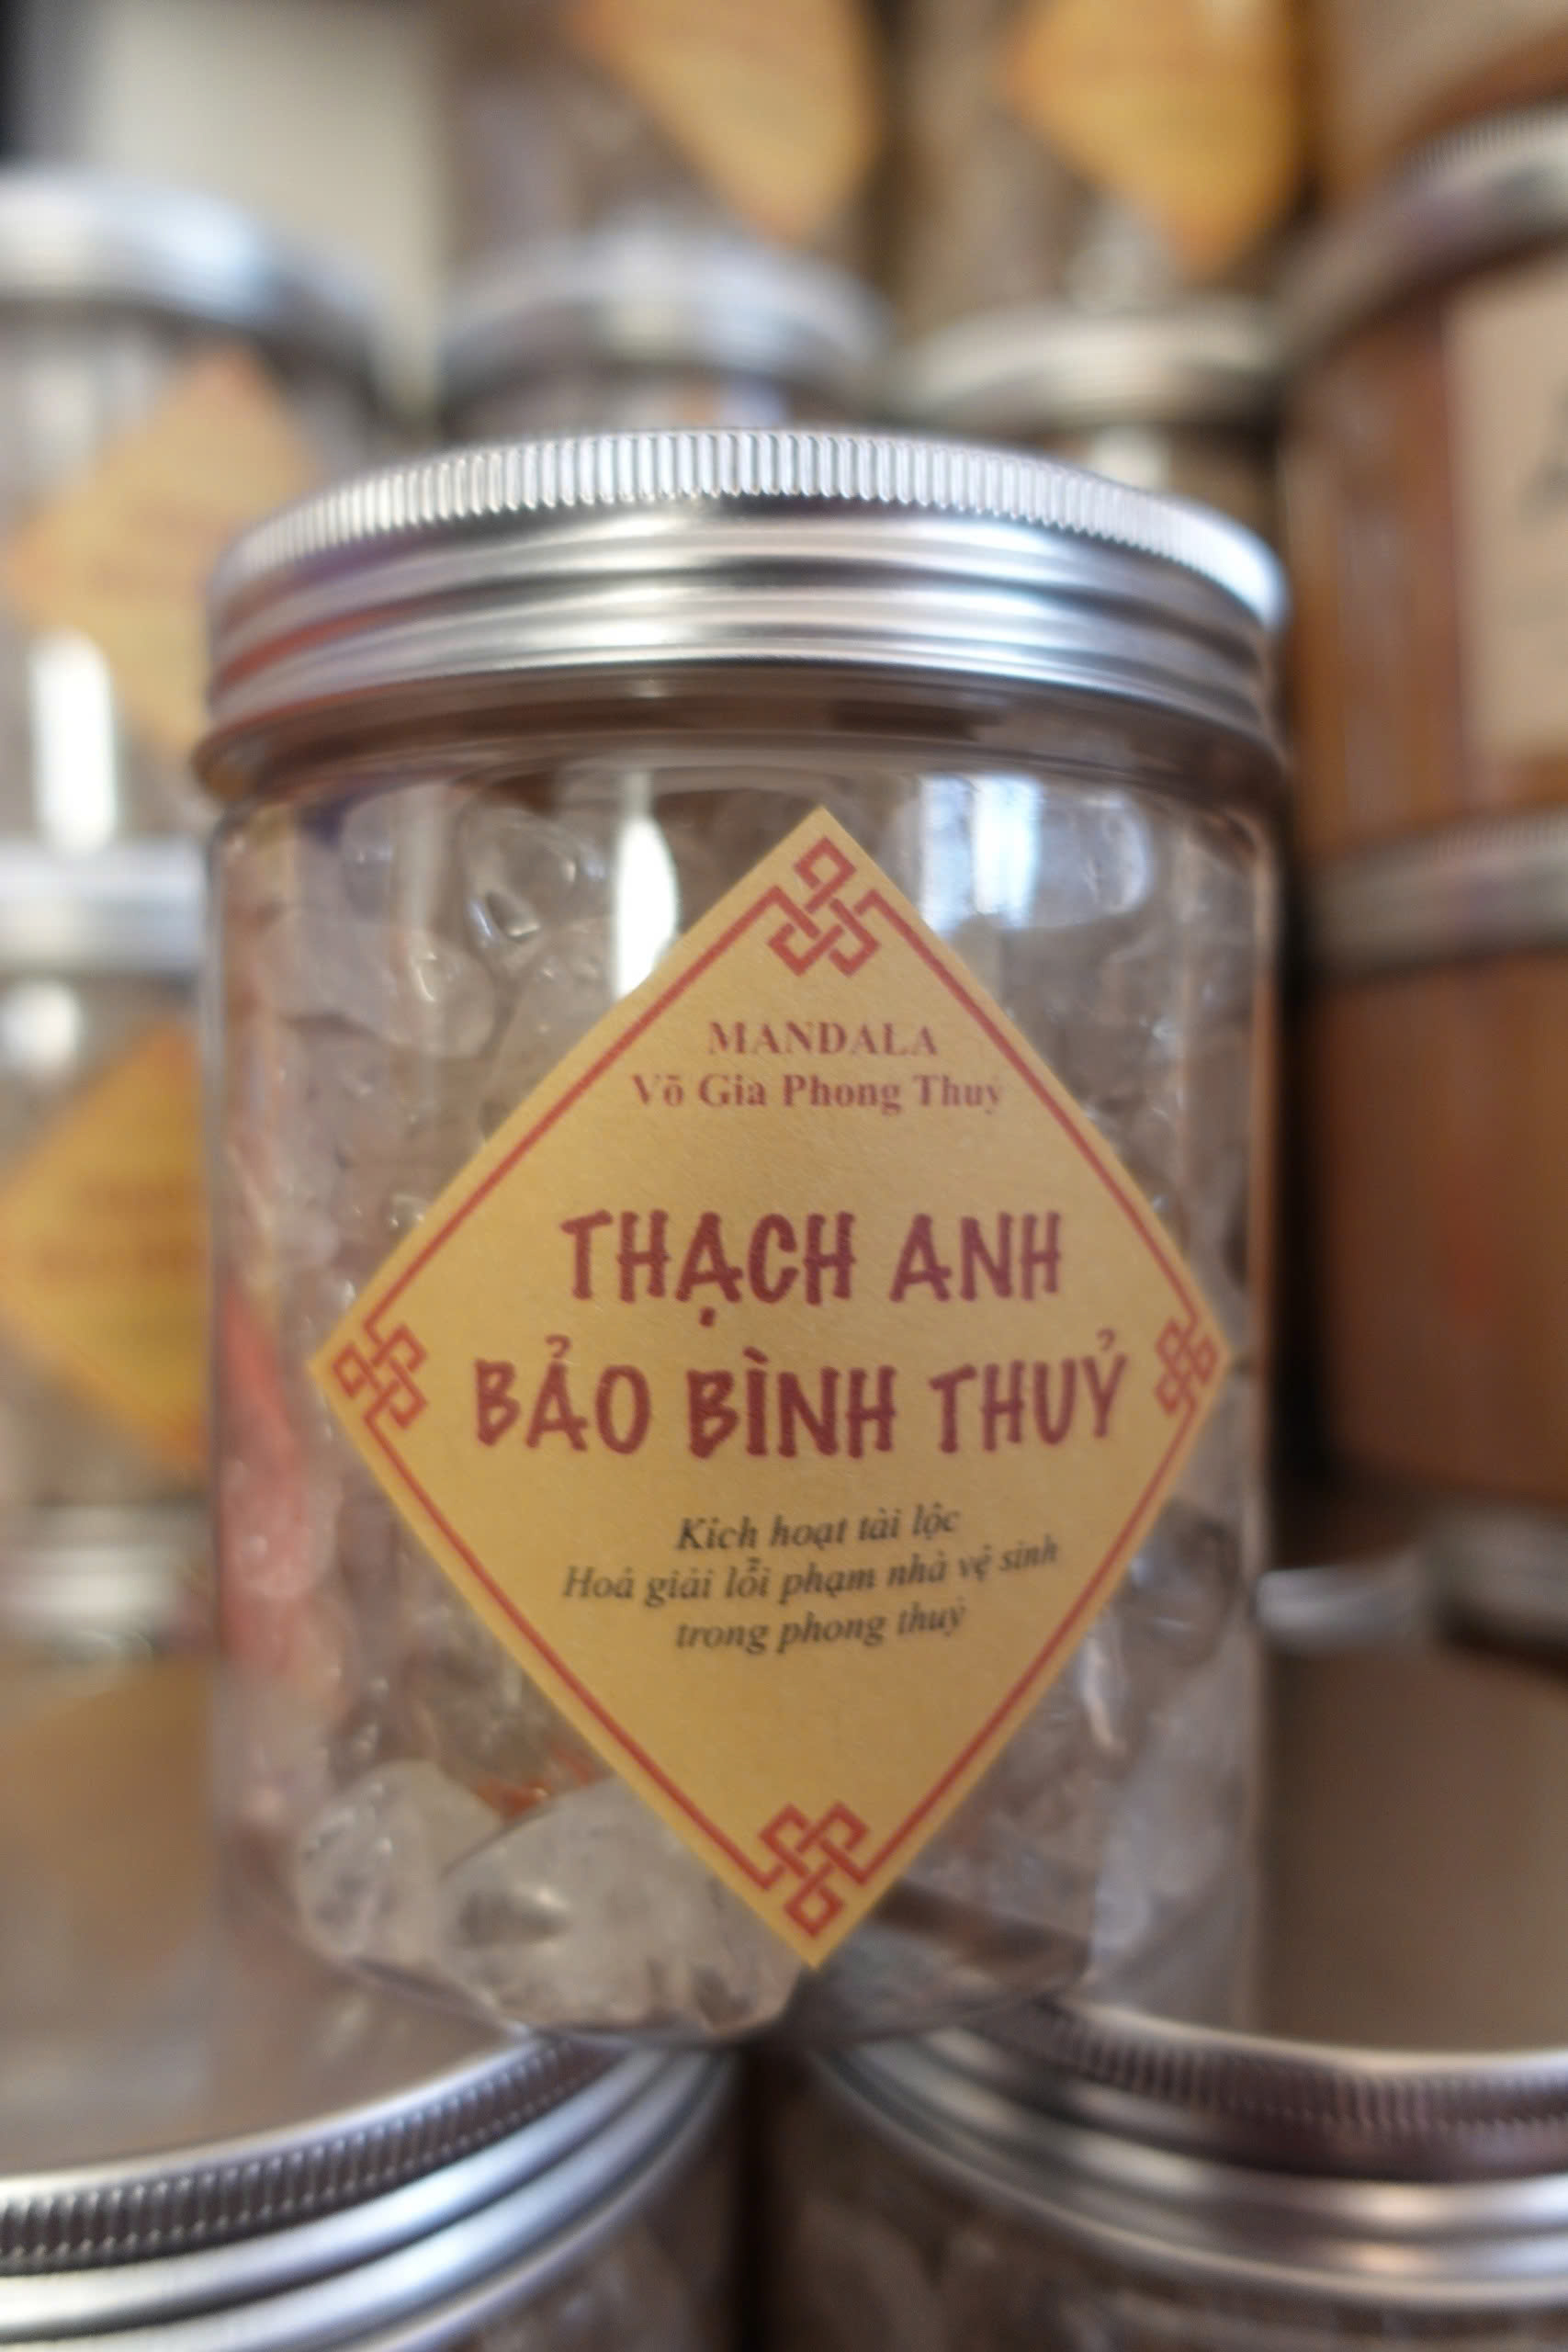 MANDALA
Võ Gia Phong Thuỷ
THẠCH ANH
BẢO BÌNH THUỶ
Kích hoạt tài lộc
Hoá giải lỗi phạm nhà vệ sinh
trong phong thuỷ